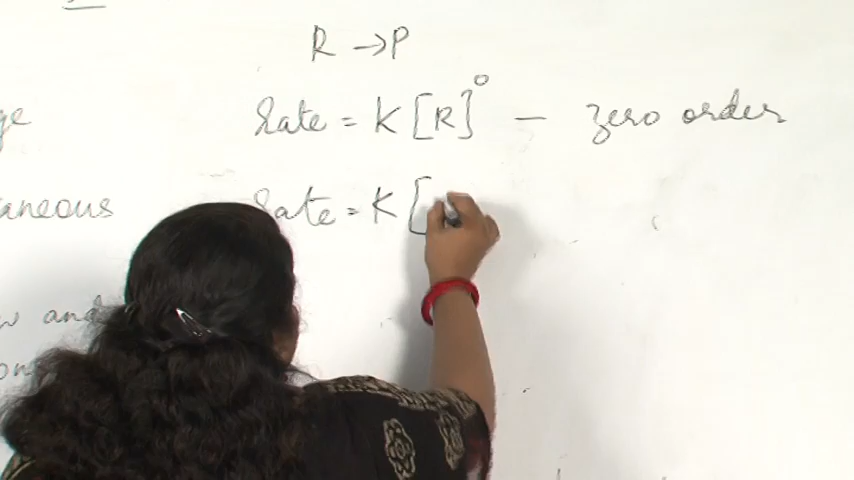 R → P
ge
Rate = K [R]⁰ — zero order
aneous
Rate = K [
w and
on